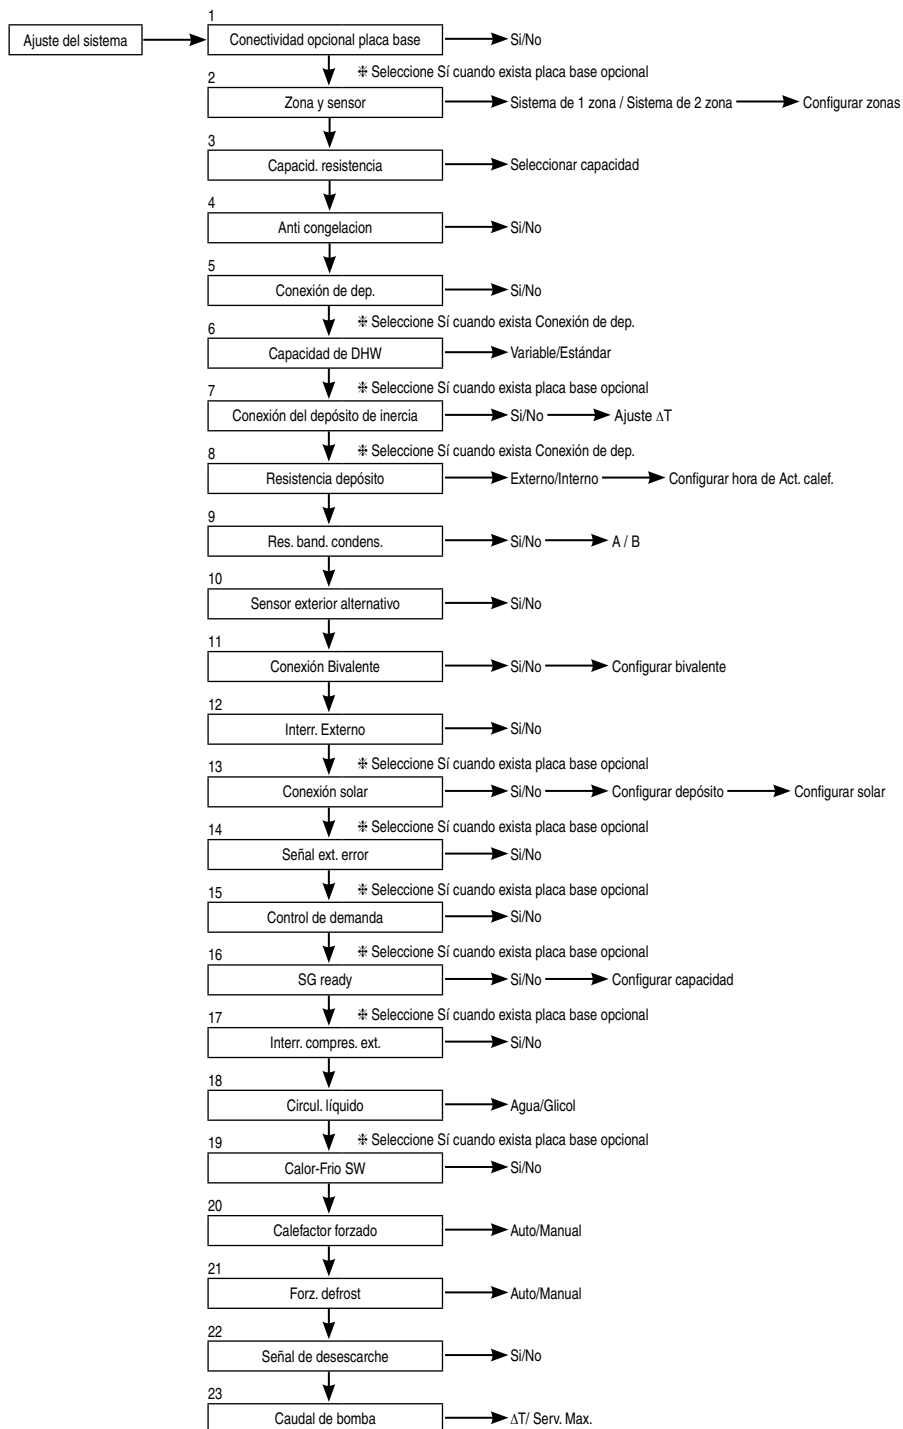 1
Ajuste del sistema Conectividad opcional placa base Si/No
❈ Seleccione Sí cuando exista placa base opcional
2
Zona y sensor Sistema de 1 zona / Sistema de 2 zona Configurar zonas
3
Capacid. resistencia Seleccionar capacidad
4
Anti congelacion Si/No
5
Conexión de dep. Si/No
❈ Seleccione Sí cuando exista Conexión de dep.
6
Capacidad de DHW Variable/Estándar
❈ Seleccione Sí cuando exista placa base opcional
7
Conexión del depósito de inercia Si/No Ajuste ΔT
❈ Seleccione Sí cuando exista Conexión de dep.
8
Resistencia depósito Externo/Interno Configurar hora de Act. calef.
9
Res. band. condens. Si/No A / B
10
Sensor exterior alternativo Si/No
11
Conexión Bivalente Si/No Configurar bivalente
12
Interr. Externo Si/No
❈ Seleccione Sí cuando exista placa base opcional
13
Conexión solar Si/No Configurar depósito Configurar solar
❈ Seleccione Sí cuando exista placa base opcional
14
Señal ext. error Si/No
❈ Seleccione Sí cuando exista placa base opcional
15
Control de demanda Si/No
❈ Seleccione Sí cuando exista placa base opcional
16
SG ready Si/No Configurar capacidad
❈ Seleccione Sí cuando exista placa base opcional
17
Interr. compres. ext. Si/No
18
Circul. líquido Agua/Glicol
❈ Seleccione Sí cuando exista placa base opcional
19
Calor-Frio SW Si/No
20
Calefactor forzado Auto/Manual
21
Forz. defrost Auto/Manual
22
Señal de desescarche Si/No
23
Caudal de bomba ΔT/ Serv. Max.